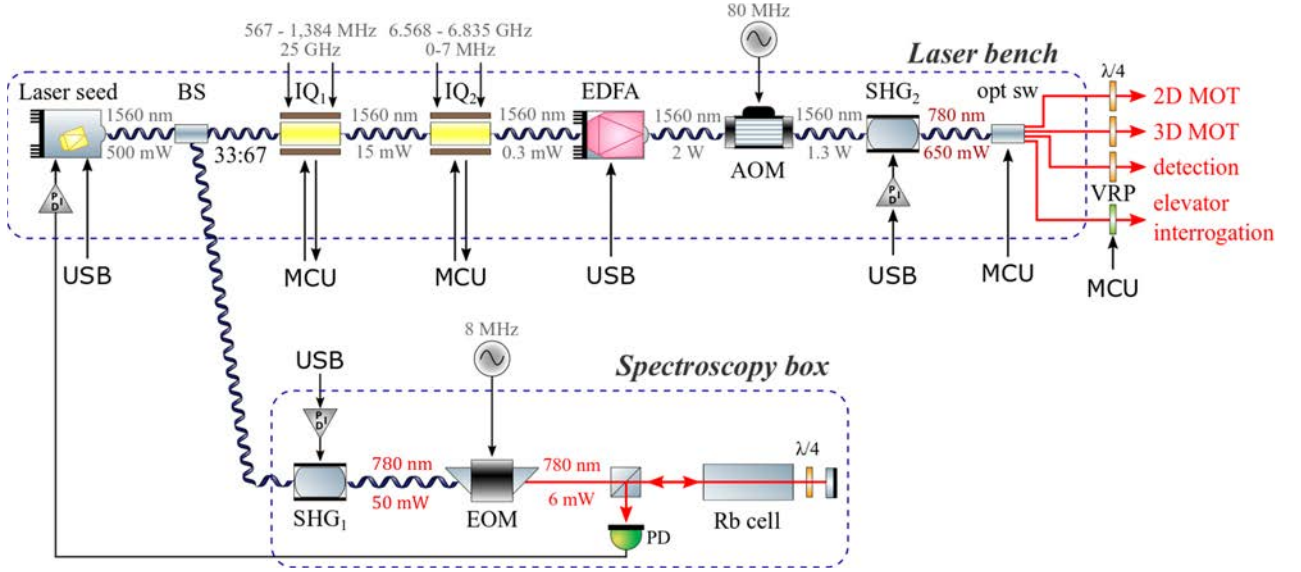 567 - 1,384 MHz
25 GHz
6.568 - 6.835 GHz
0-7 MHz
80 MHz
Laser bench
Laser seed
BS
IQ1
IQ2
EDFA
SHG2
opt sw
λ/4
1560 nm
500 mW
33:67
1560 nm
15 mW
1560 nm
0.3 mW
1560 nm
2 W
AOM
1560 nm
1.3 W
780 nm
650 mW
2D MOT
3D MOT
detection
VRP
elevator
interrogation
P I
D
P I
D
USB
MCU
MCU
USB
USB
MCU
MCU
8 MHz
Spectroscopy box
USB
P I
D
λ/4
780 nm
50 mW
780 nm
6 mW
SHG1
EOM
PD
Rb cell